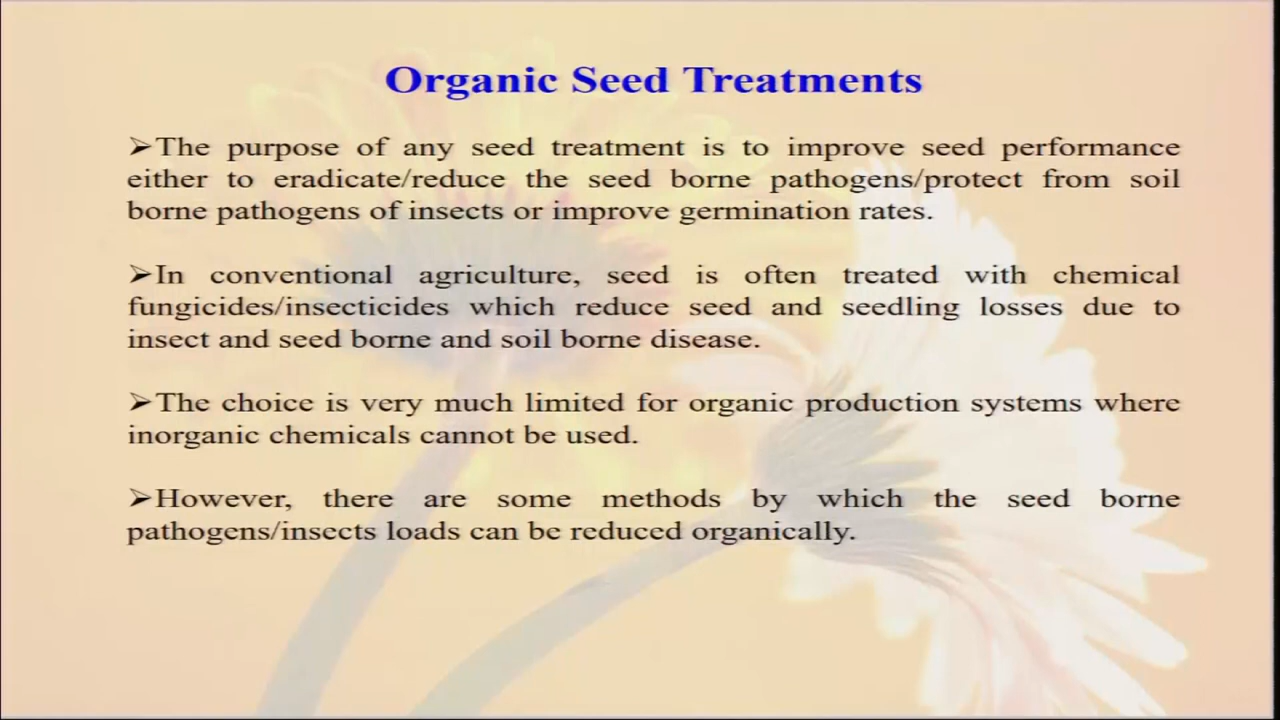 Organic Seed Treatments
➢The purpose of any seed treatment is to improve seed performance
either to eradicate/reduce the seed borne pathogens/protect from soil
borne pathogens of insects or improve germination rates.
➢In conventional agriculture, seed is often treated with chemical
fungicides/insecticides which reduce seed and seedling losses due to
insect and seed borne and soil borne disease.
➢The choice is very much limited for organic production systems where
inorganic chemicals cannot be used.
➢However, there are some methods by which the seed borne
pathogens/insects loads can be reduced organically.